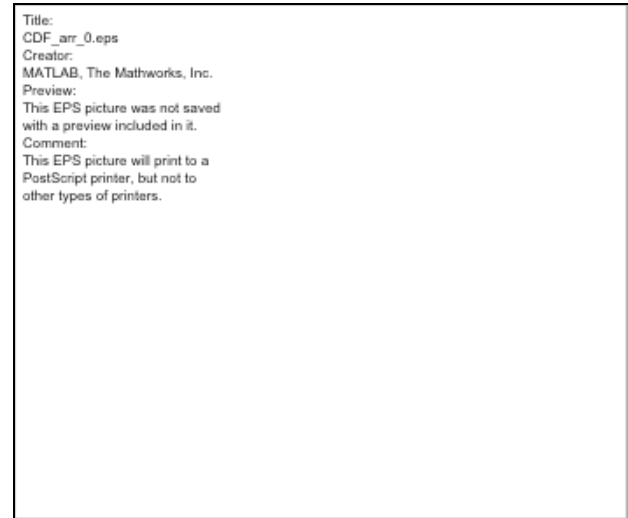 Title:
CDF_arr_0.eps
Creator:
MATLAB, The Mathworks, Inc.
Preview:
This EPS picture was not saved
with a preview included in it.
Comment:
This EPS picture will print to a
PostScript printer, but not to
other types of printers.